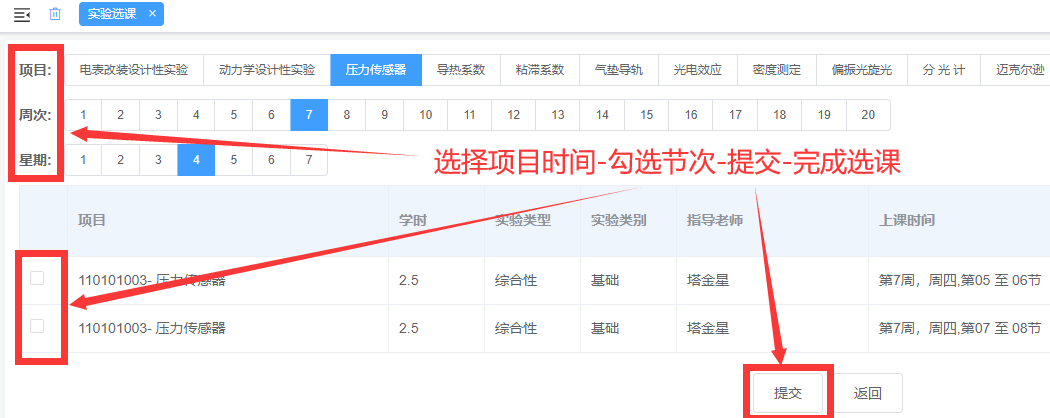 实验选课 ×
项目: 电表改装设计性实验 动力学设计性实验 压力传感器 导热系数 粘滞系数 气垫导轨 光电效应 密度测定 偏振光旋光 分 光 计 迈克尔逊
周次: 1 2 3 4 5 6 7 8 9 10 11 12 13 14 15 16 17 18 19 20
星期: 1 2 3 4 5 6 7
选择项目时间-勾选节次-提交-完成选课
项目 学时 实验类型 实验类别 指导老师 上课时间
110101003- 压力传感器 2.5 综合性 基础 塔金星 第7周，周四,第05 至 06节
110101003- 压力传感器 2.5 综合性 基础 塔金星 第7周，周四,第07 至 08节
提交 返回